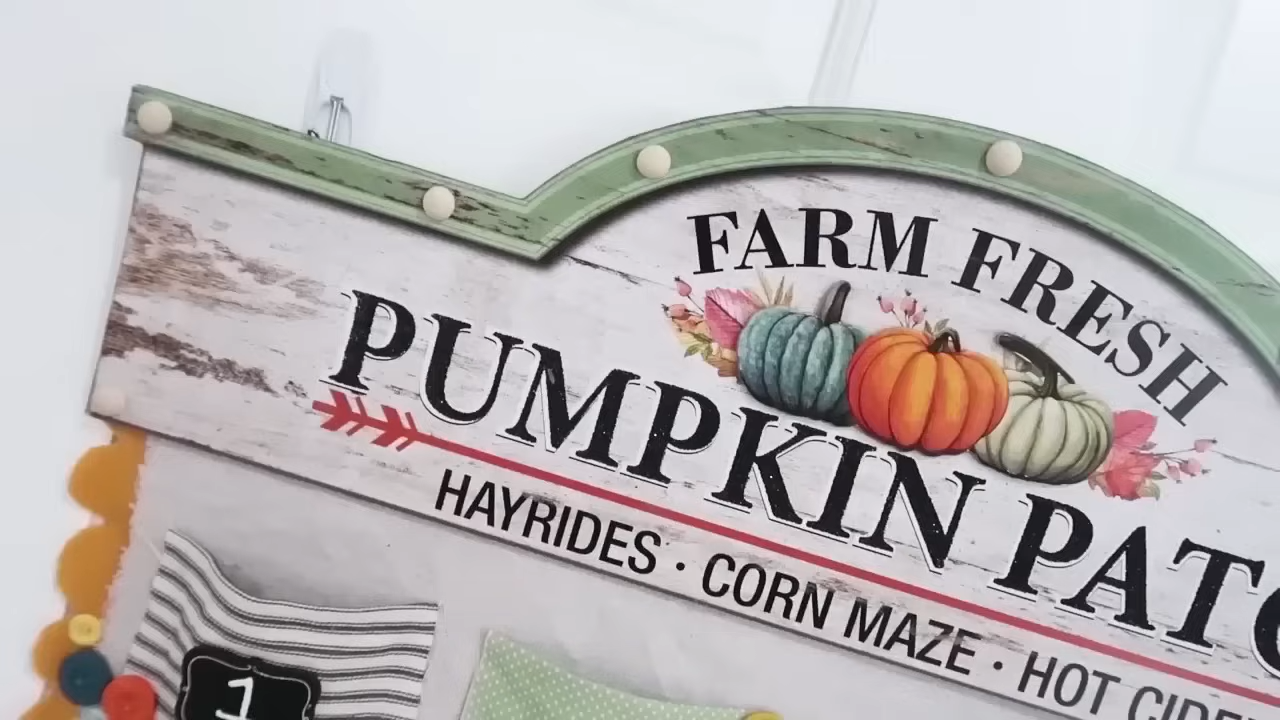 FARM FRESH
PUMPKIN PATC
HAYRIDES · CORN MAZE · HOT CIDE
1